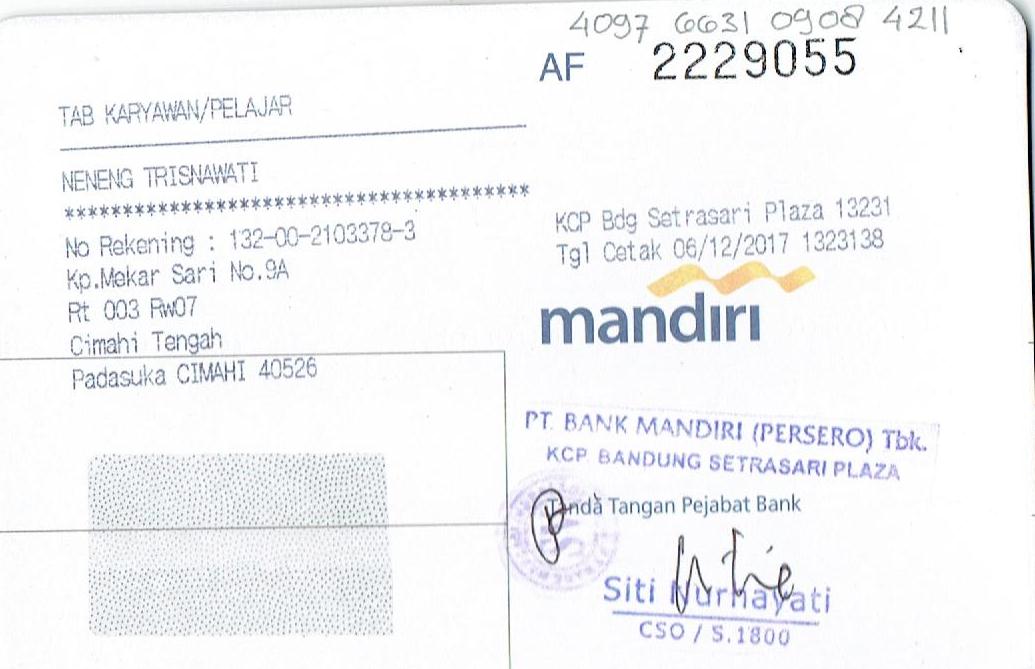 4097 6631 0908 4211
AF 2229055
TAB KARYAWAN/PELAJAR
NENENG TRISNAWATI
****************************************
No Rekening : 132-00-2103378-3
Kp.Mekar Sari No.9A
Rt 003 Rw07
Cimahi Tengah
Padasuka CIMAHI 40526
KCP Bdg Setrasari Plaza 13231
Tgl Cetak 06/12/2017 1323138
mandırı
PT. BANK MANDIRI (PERSERO) Tbk.
KCP BANDUNG SETRASARI PLAZA
Tanda Tangan Pejabat Bank
Siti Nurhayati
CSO / S.1800